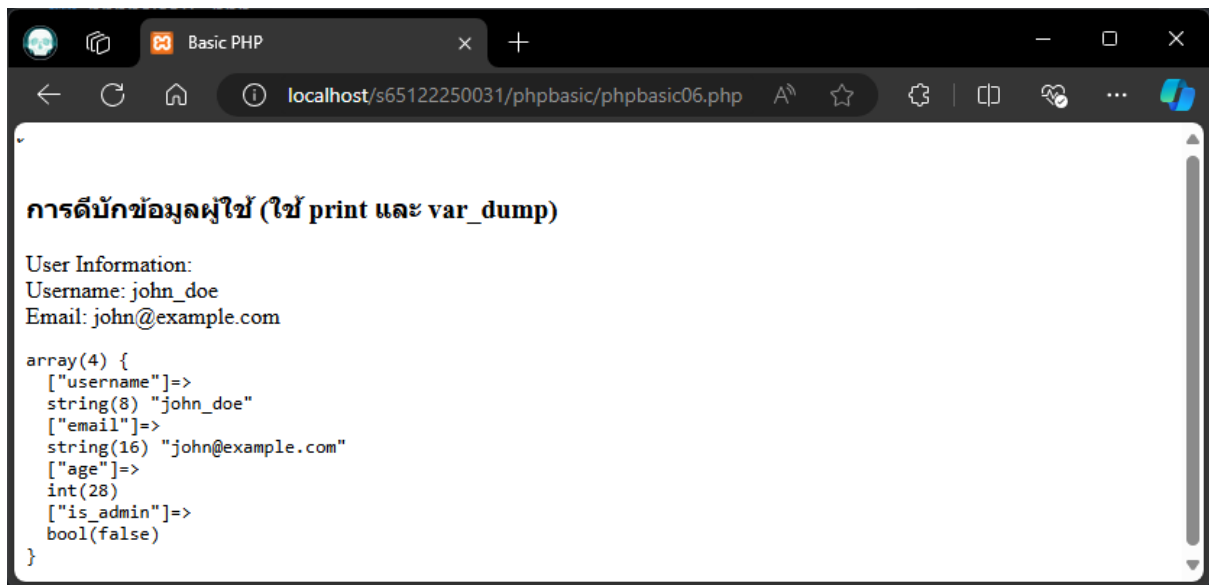 Basic PHP
localhost/s65122250031/phpbasic/phpbasic06.php
การดีบักข้อมูลผู้ใช้ (ใช้ print และ var_dump)
User Information:
Username: john_doe
Email: john@example.com
array(4) {
["username"]=>
string(8) "john_doe"
["email"]=>
string(16) "john@example.com"
["age"]=>
int(28)
["is_admin"]=>
bool(false)
}